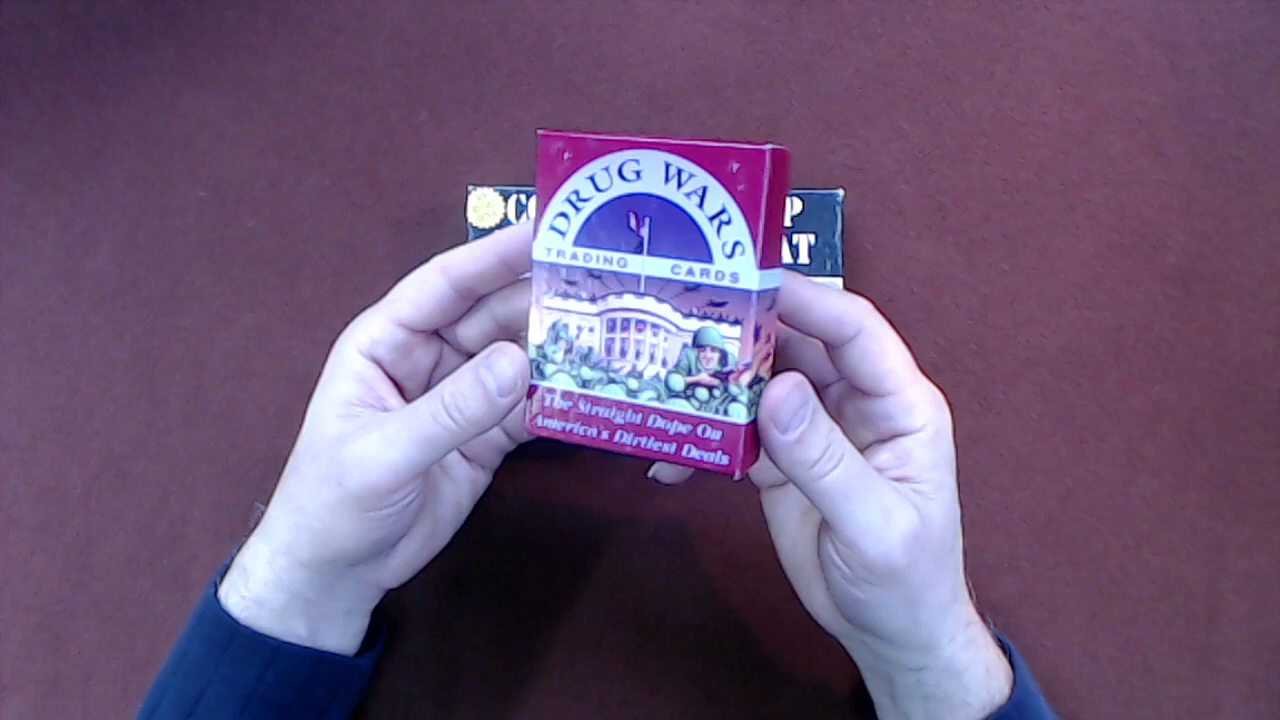 DRUG WARS
TRADING CARDS
The Straight Dope On
America's Dirtiest Deals